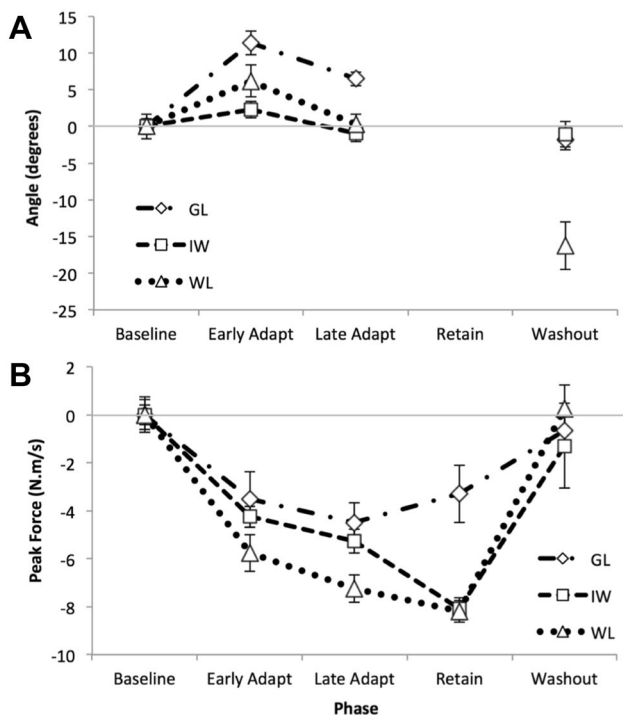 A
15
10
5
0
-5
-10
-15
-20
-25
Angle (degrees)
GL
IW
WL
Baseline Early Adapt Late Adapt Retain Washout
B
2
0
-2
-4
-6
-8
-10
Peak Force (N.m/s)
GL
IW
WL
Baseline Early Adapt Late Adapt Retain Washout
Phase